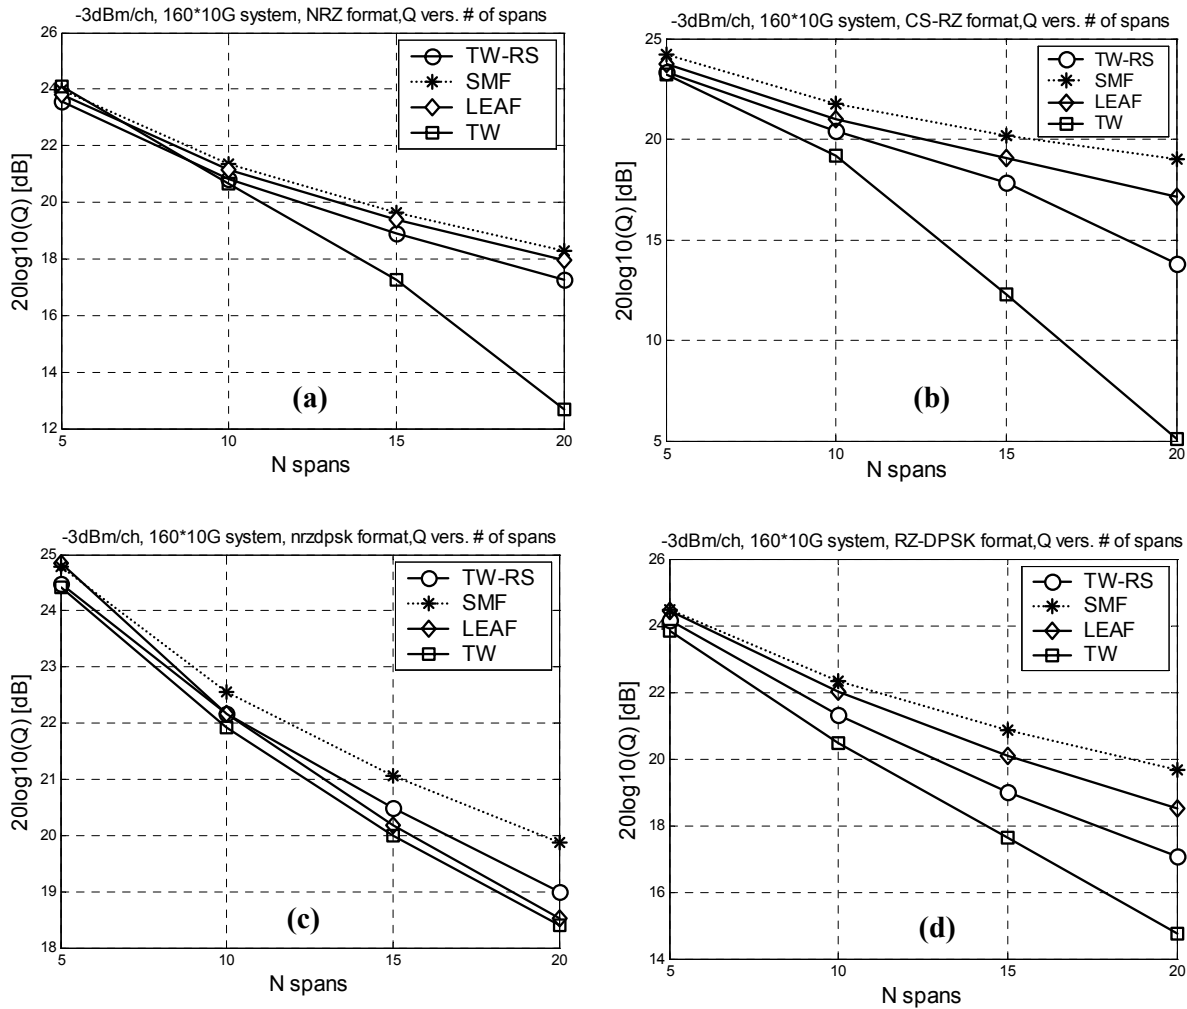 -3dBm/ch, 160*10G system, NRZ format,Q vers. # of spans
26
24
22
20
18
16
14
12
20log10(Q) [dB]
TW-RS
SMF
LEAF
TW
(a)
5
10
15
20
N spans
-3dBm/ch, 160*10G system, CS-RZ format,Q vers. # of spans
25
20
15
10
5
20log10(Q) [dB]
TW-RS
SMF
LEAF
TW
(b)
5
10
15
20
N spans
-3dBm/ch, 160*10G system, nrzdpsk format,Q vers. # of spans
25
24
23
22
21
20
19
18
20log10(Q) [dB]
TW-RS
SMF
LEAF
TW
(c)
5
10
15
20
N spans
-3dBm/ch, 160*10G system, RZ-DPSK format,Q vers. # of spans
26
24
22
20
18
16
14
20log10(Q) [dB]
TW-RS
SMF
LEAF
TW
(d)
5
10
15
20
N spans